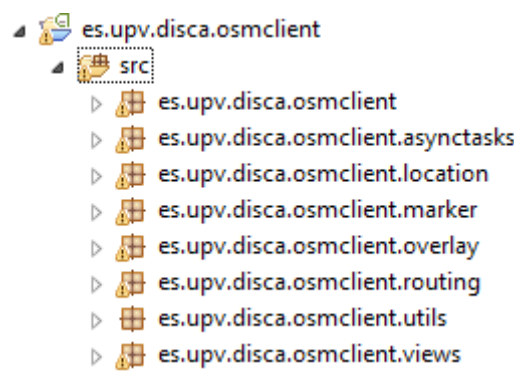 es.upv.disca.osmclient
src
es.upv.disca.osmclient
es.upv.disca.osmclient.asynctasks
es.upv.disca.osmclient.location
es.upv.disca.osmclient.marker
es.upv.disca.osmclient.overlay
es.upv.disca.osmclient.routing
es.upv.disca.osmclient.utils
es.upv.disca.osmclient.views